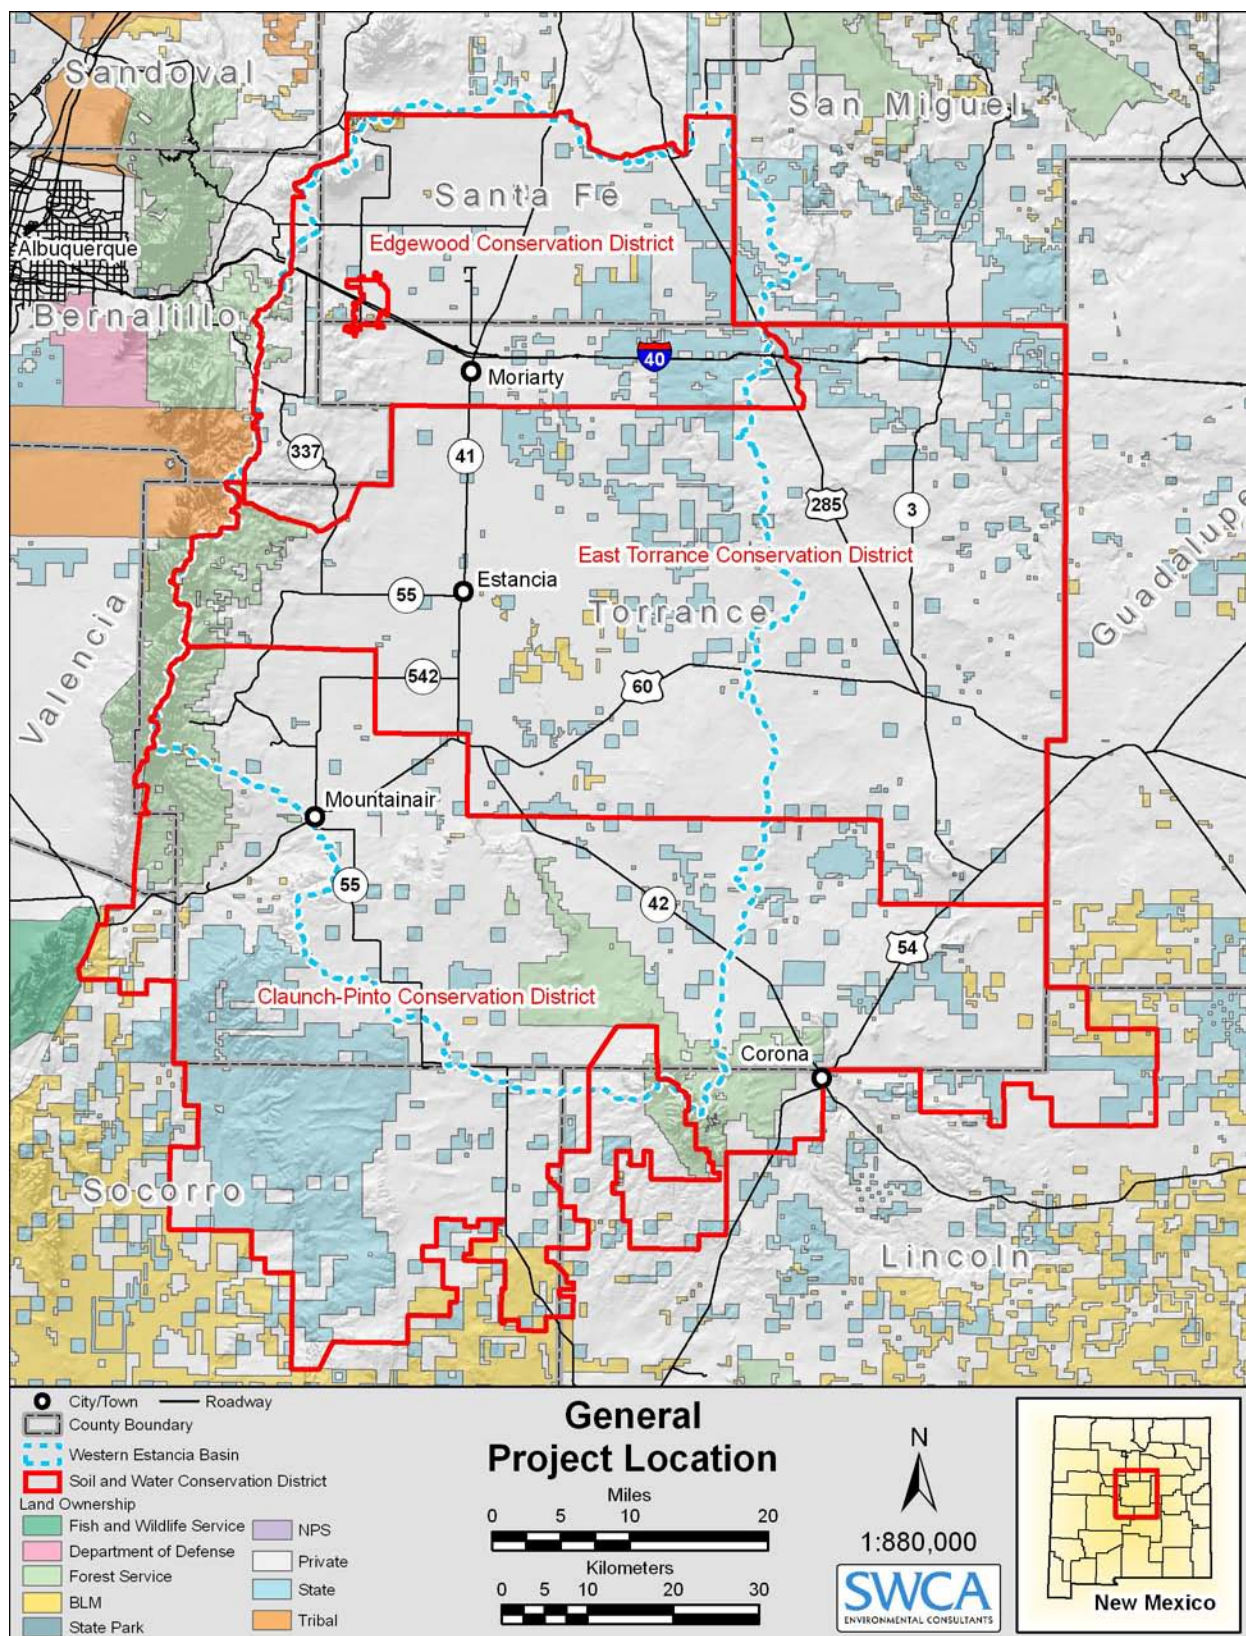 Sandoval
San Miguel
Santa Fe
Edgewood Conservation District
Albuquerque
Bernalillo
40
Moriarty
337
41
285
3
East Torrance Conservation District
Guadalupe
Estancia
55
Torrance
Valencia
542
60
Mountainair
55
42
54
Claunch-Pinto Conservation District
Corona
Socorro
Lincoln
City/Town
Roadway
County Boundary
Western Estancia Basin
Soil and Water Conservation District
Land Ownership
Fish and Wildlife Service
Department of Defense
Forest Service
BLM
State Park
NPS
Private
State
Tribal
General
Project Location
Miles
0 5 5 10 20
Kilometers
0 5 5 10 20 30
N
1:880,000
SWCA
ENVIRONMENTAL CONSULTANTS
New Mexico